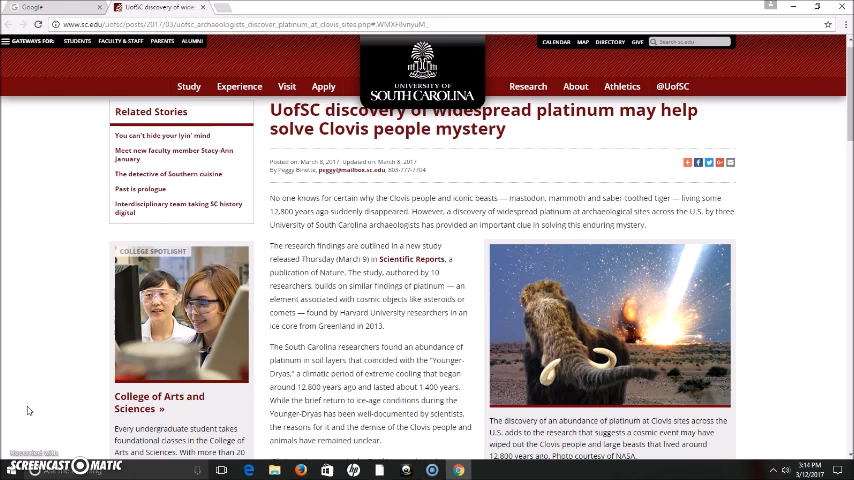 Google
UofSC discovery of wide
www.sc.edu/uofsc/posts/2017/03/uofsc_archaeologists_discover_platinum_at_clovis_sites.php#.WMXF8vnyuM_
GATEWAYS FOR: STUDENTS FACULTY & STAFF PARENTS ALUMNI
CALENDAR MAP DIRECTORY GIVE Search sc.edu
Study Experience Visit Apply
UNIVERSITY OF
SOUTH CAROLINA
Research About Athletics @UofSC
Related Stories
You can't hide your lyin' mind
Meet new faculty member Stacy-Ann
January
The detective of Southern cuisine
Past is prologue
Interdisciplinary team taking SC history
digital
COLLEGE SPOTLIGHT
College of Arts and
Sciences »
Every undergraduate student takes
foundational classes in the College of
Arts and Sciences. With more than 20
UofSC discovery of widespread platinum may help
solve Clovis people mystery
Posted on: March 8, 2017; Updated on: March 8, 2017
By Peggy Binette, peggy@mailbox.sc.edu, 803-777-7704
No one knows for certain why the Clovis people and iconic beasts — mastodon, mammoth and saber-toothed tiger — living some
12,800 years ago suddenly disappeared. However, a discovery of widespread platinum at archaeological sites across the U.S. by three
University of South Carolina archaeologists has provided an important clue in solving this enduring mystery.
The research findings are outlined in a new study
released Thursday (March 9) in Scientific Reports, a
publication of Nature. The study, authored by 10
researchers, builds on similar findings of platinum — an
element associated with cosmic objects like asteroids or
comets — found by Harvard University researchers in an
ice core from Greenland in 2013.
The South Carolina researchers found an abundance of
platinum in soil layers that coincided with the "Younger-
Dryas," a climatic period of extreme cooling that began
around 12,800 years ago and lasted about 1,400 years.
While the brief return to ice-age conditions during the
Younger-Dryas has been well-documented by scientists,
the reasons for it and the demise of the Clovis people and
animals have remained unclear.
The discovery of an abundance of platinum at Clovis sites across the
U.S. adds to the research that suggests a cosmic event may have
wiped out the Clovis people and large beasts that lived around
12,800 years ago. Photo courtesy of NASA.
Recorded with
SCREENCAST O MATIC
3:14 PM
3/12/2017